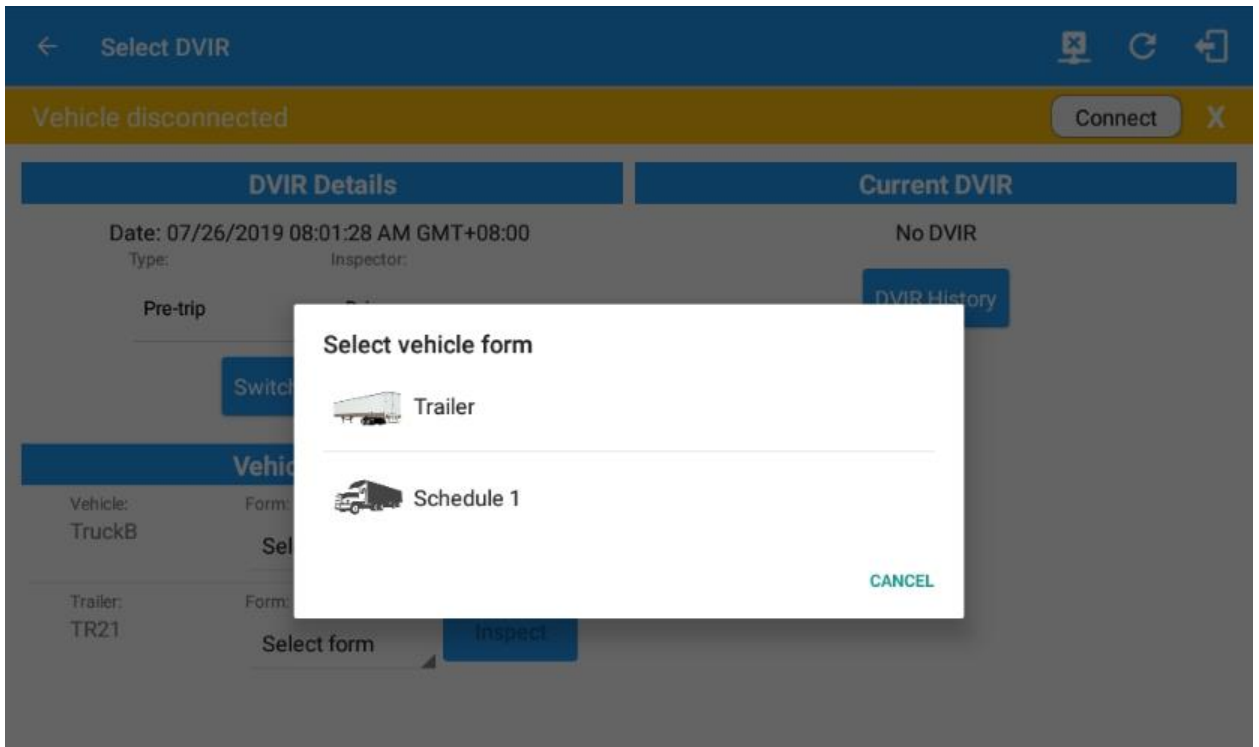 Select DVIR
Vehicle disconnected
Connect X
DVIR Details
Date: 07/26/2019 08:01:28 AM GMT+08:00
Type: Inspector:
Pre-trip
Current DVIR
No DVIR
DVIR History
Select vehicle form
Trailer
Schedule 1
CANCEL
Vehicle: Form:
TruckB
Trailer: Form:
TR21 Select form Inspect